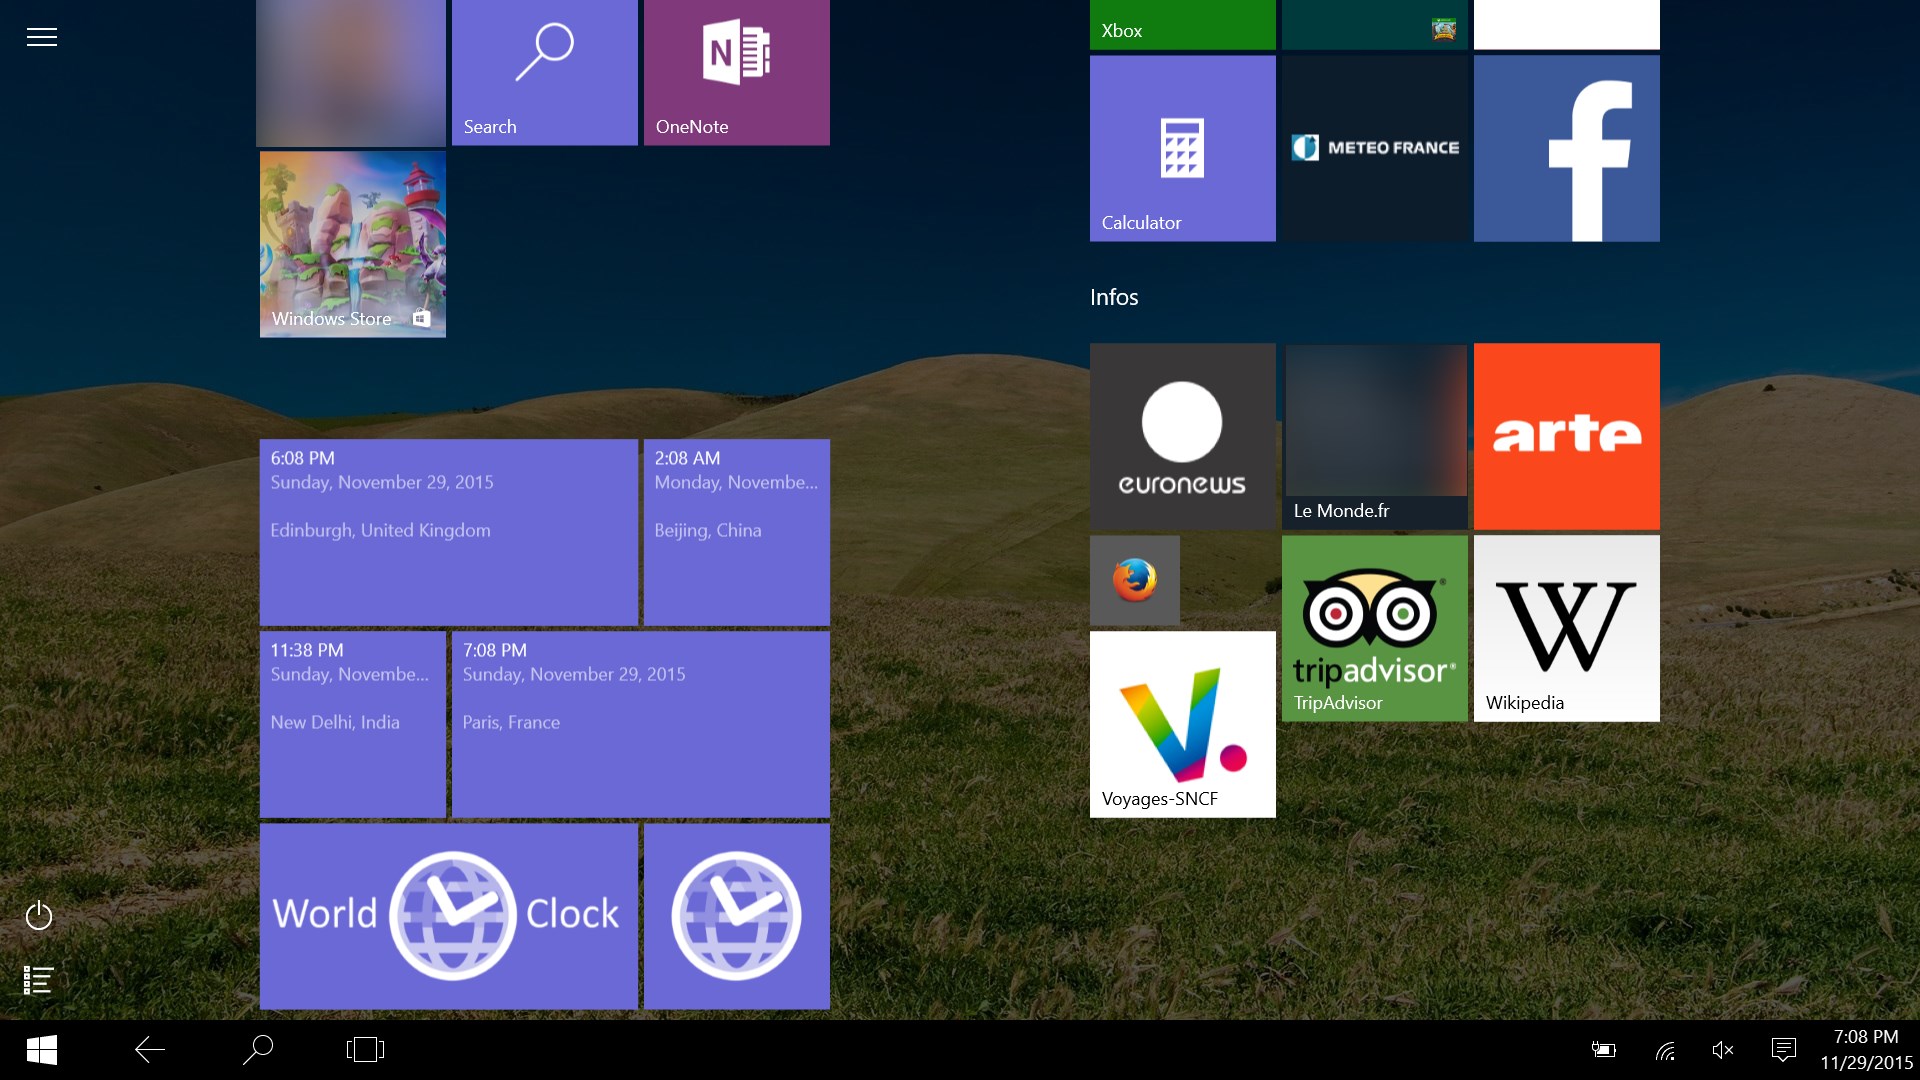 Search
OneNote
Windows Store
6:08 PM
Sunday, November 29, 2015
Edinburgh, United Kingdom
2:08 AM
Monday, Novembe...
Beijing, China
11:38 PM
Sunday, Novembe...
New Delhi, India
7:08 PM
Sunday, November 29, 2015
Paris, France
World Clock
Xbox
Calculator
METEO FRANCE
Infos
euronews
Le Monde.fr
arte
tripadvisor®
TripAdvisor
W
Wikipedia
V.
Voyages-SNCF
7:08 PM
11/29/2015